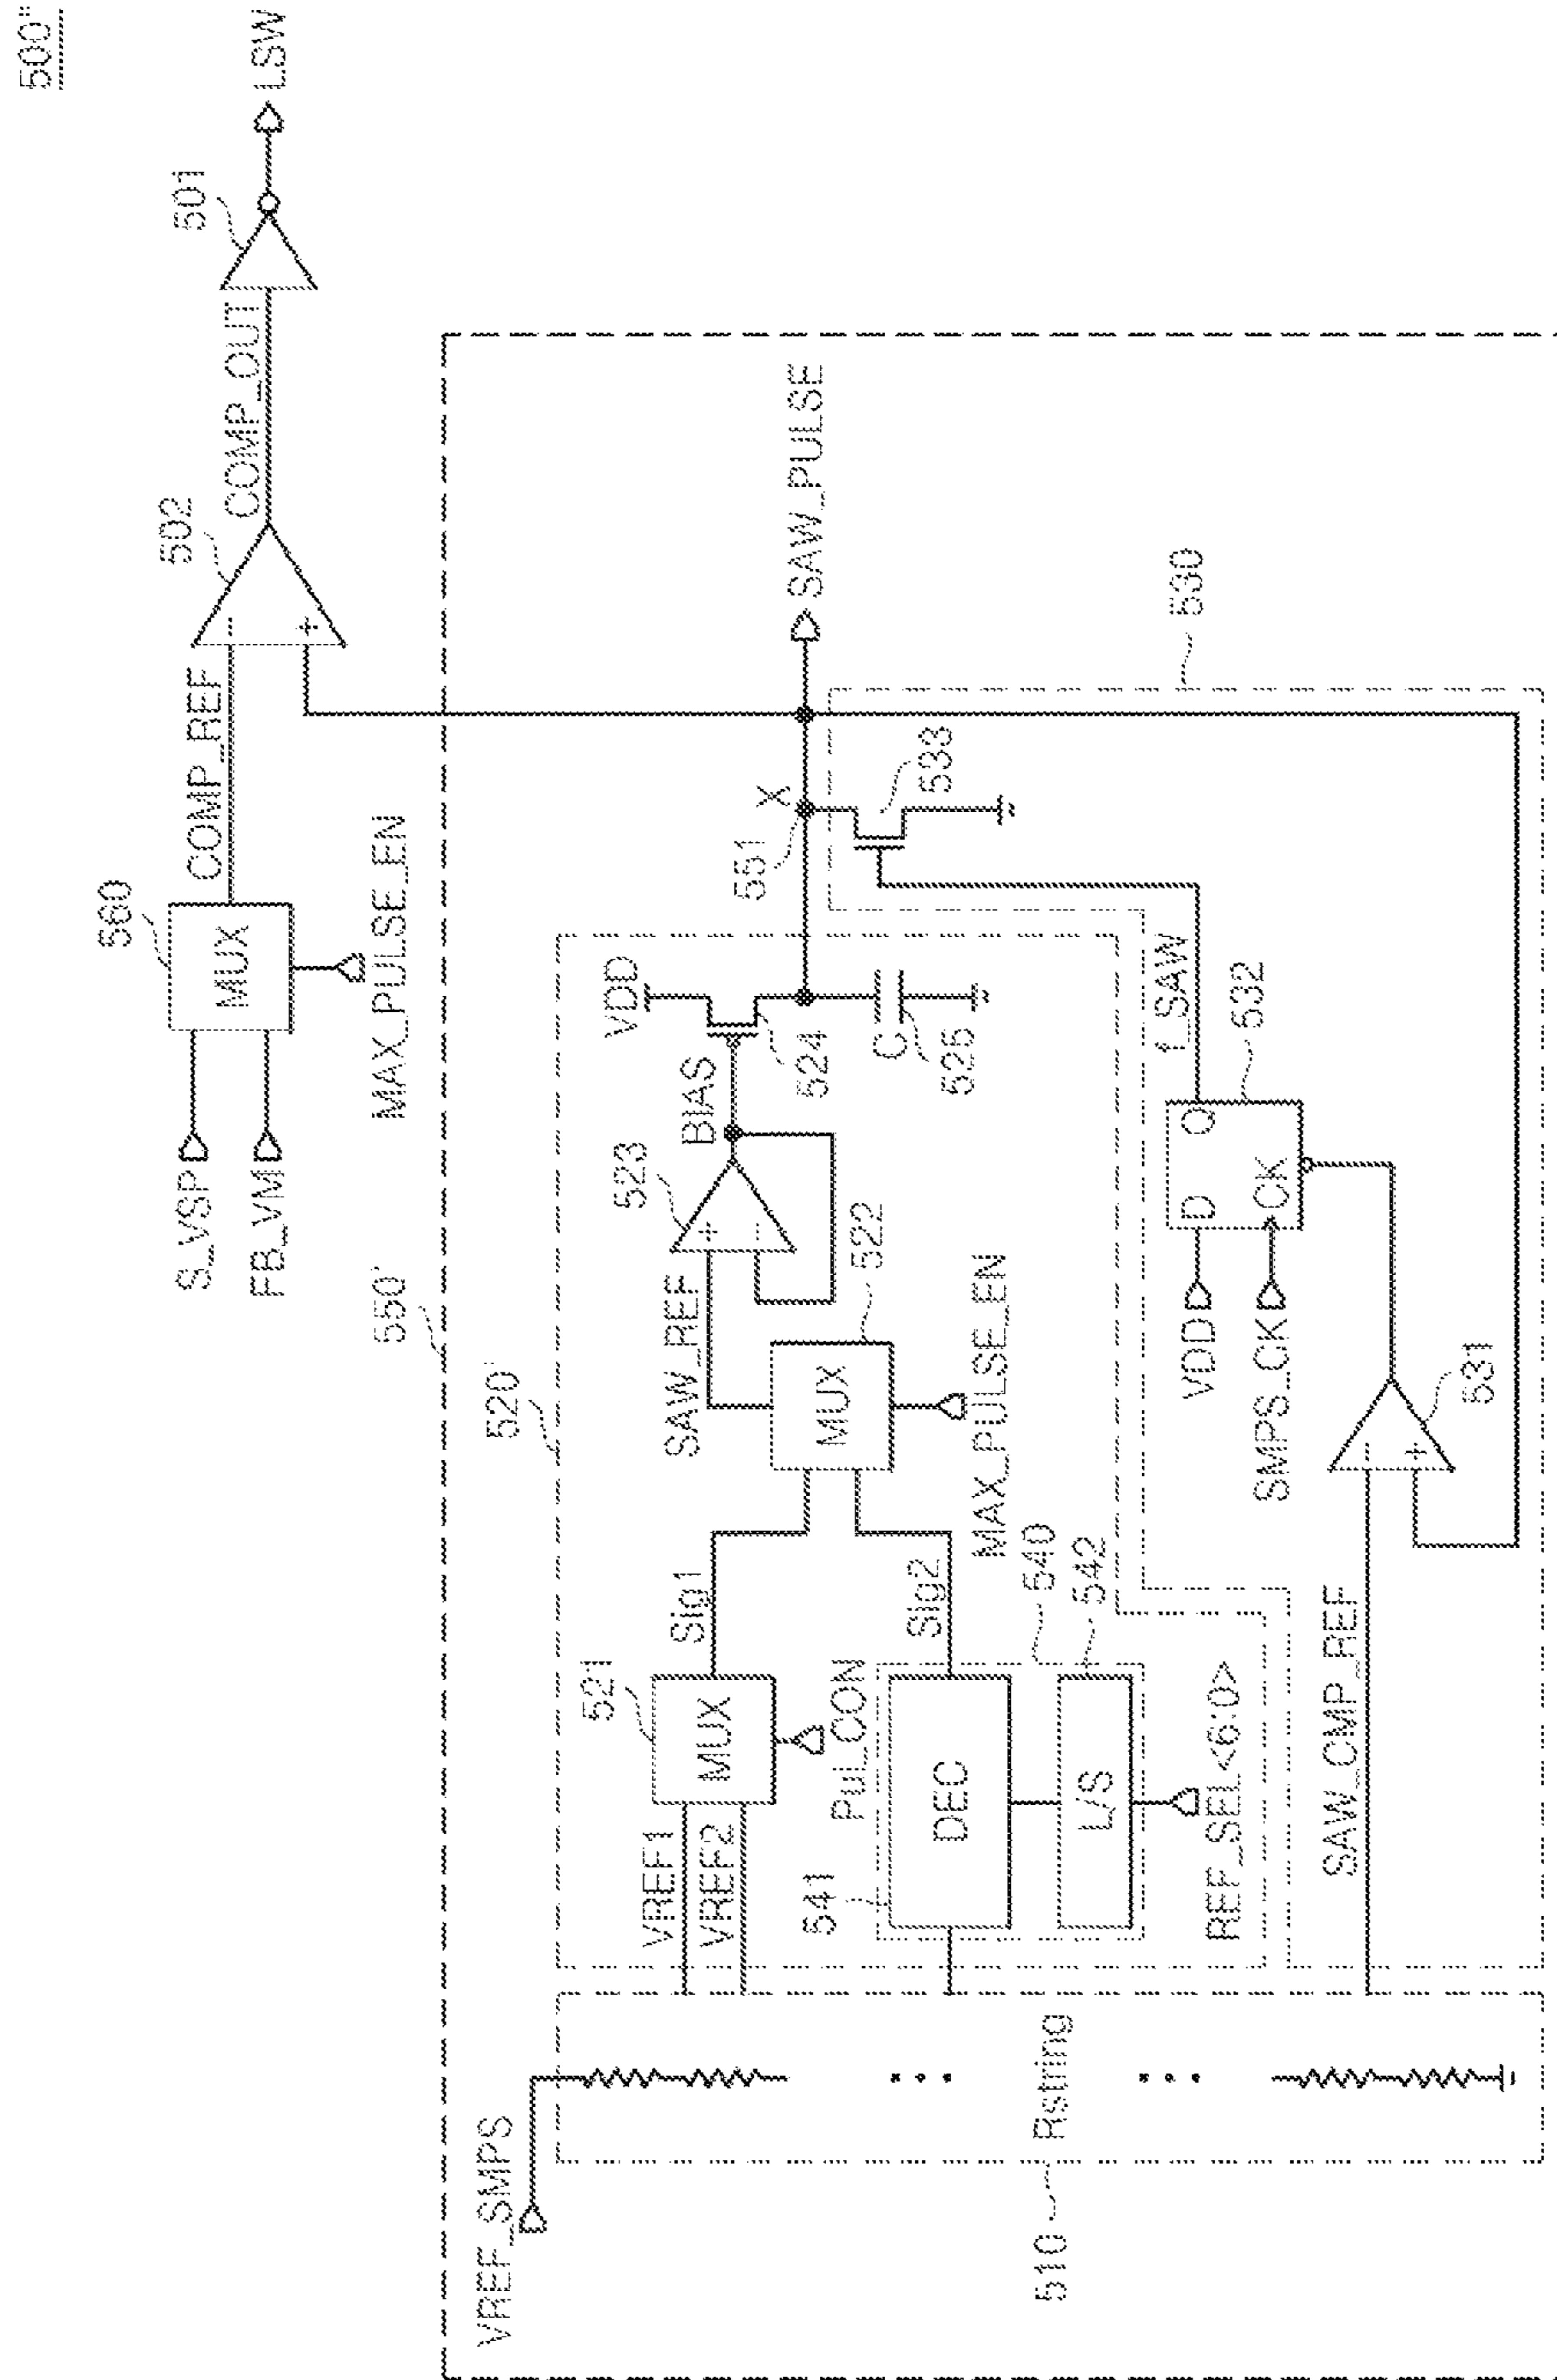 500"
501
LSW
502
COMP_OUT
560
COMP_REF
MUX
S_VSP
FB_VM
MAX_PULSE_EN
550'
520'
VREF_SMPS
510
Rstring
VREF1
VREF2
521
MUX
Pul_CON
Sig1
541
DEC
Sig2
540
542
L/S
REF_SEL<6:0>
SAW_REF
MUX
522
MAX_PULSE_EN
523
BIAS
VDD
524
C
525
551
X
SAW_PULSE
533
530
f_SAW
VDD
D
Q
532
SMPS_CK
CK
SAW_CMP_REF
531